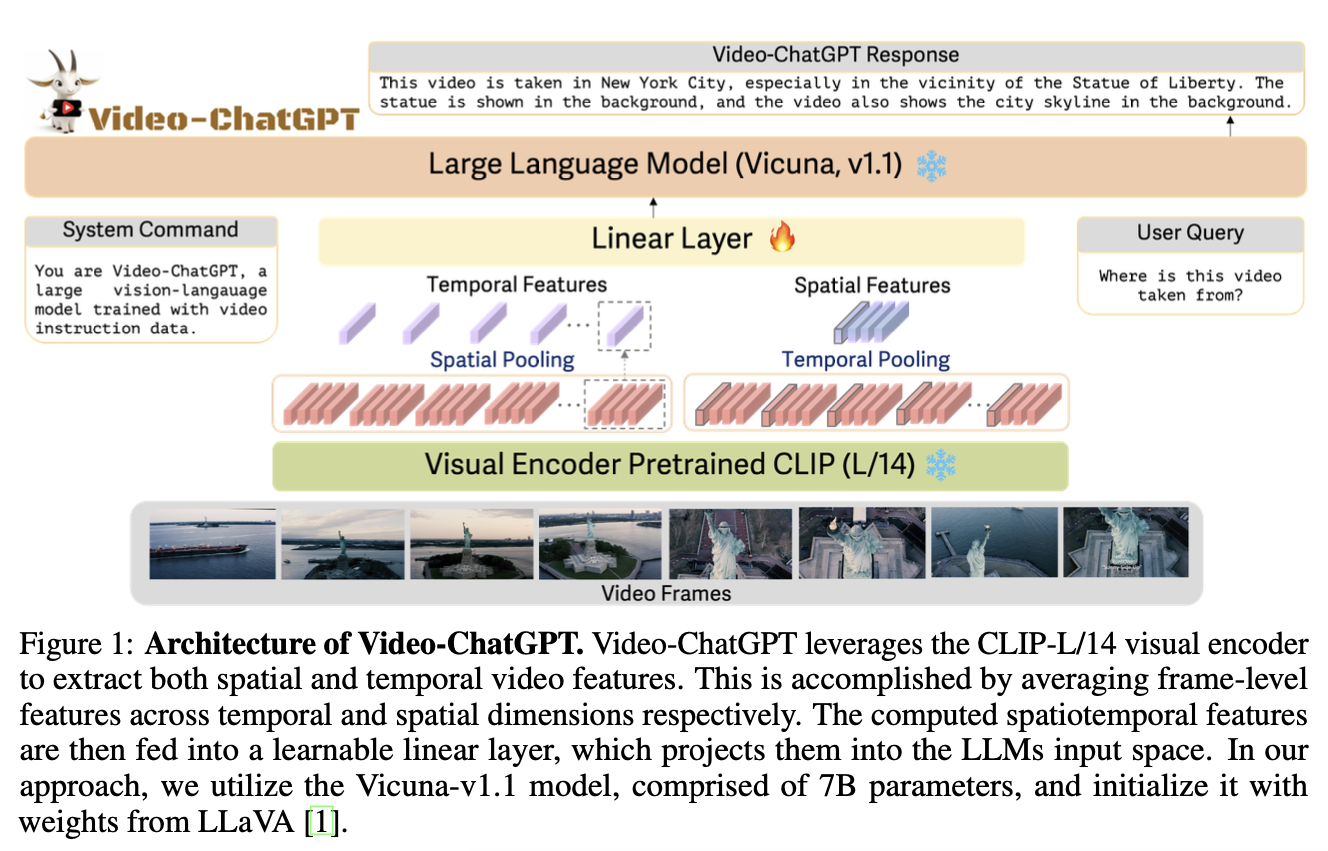 Video-ChatGPT Response
This video is taken in New York City, especially in the vicinity of the Statue of Liberty. The
statue is shown in the background, and the video also shows the city skyline in the background.
Video-ChatGPT
Large Language Model (Vicuna, v1.1)
System Command
You are Video-ChatGPT, a
large vision-langauage
model trained with video
instruction data.
Linear Layer
User Query
Where is this video
taken from?
Temporal Features
Spatial Features
...
Spatial Pooling
Temporal Pooling
...
...
Visual Encoder Pretrained CLIP (L/14)
Video Frames
Figure 1: Architecture of Video-ChatGPT. Video-ChatGPT leverages the CLIP-L/14 visual encoder
to extract both spatial and temporal video features. This is accomplished by averaging frame-level
features across temporal and spatial dimensions respectively. The computed spatiotemporal features
are then fed into a learnable linear layer, which projects them into the LLMs input space. In our
approach, we utilize the Vicuna-v1.1 model, comprised of 7B parameters, and initialize it with
weights from LLaVA [1].